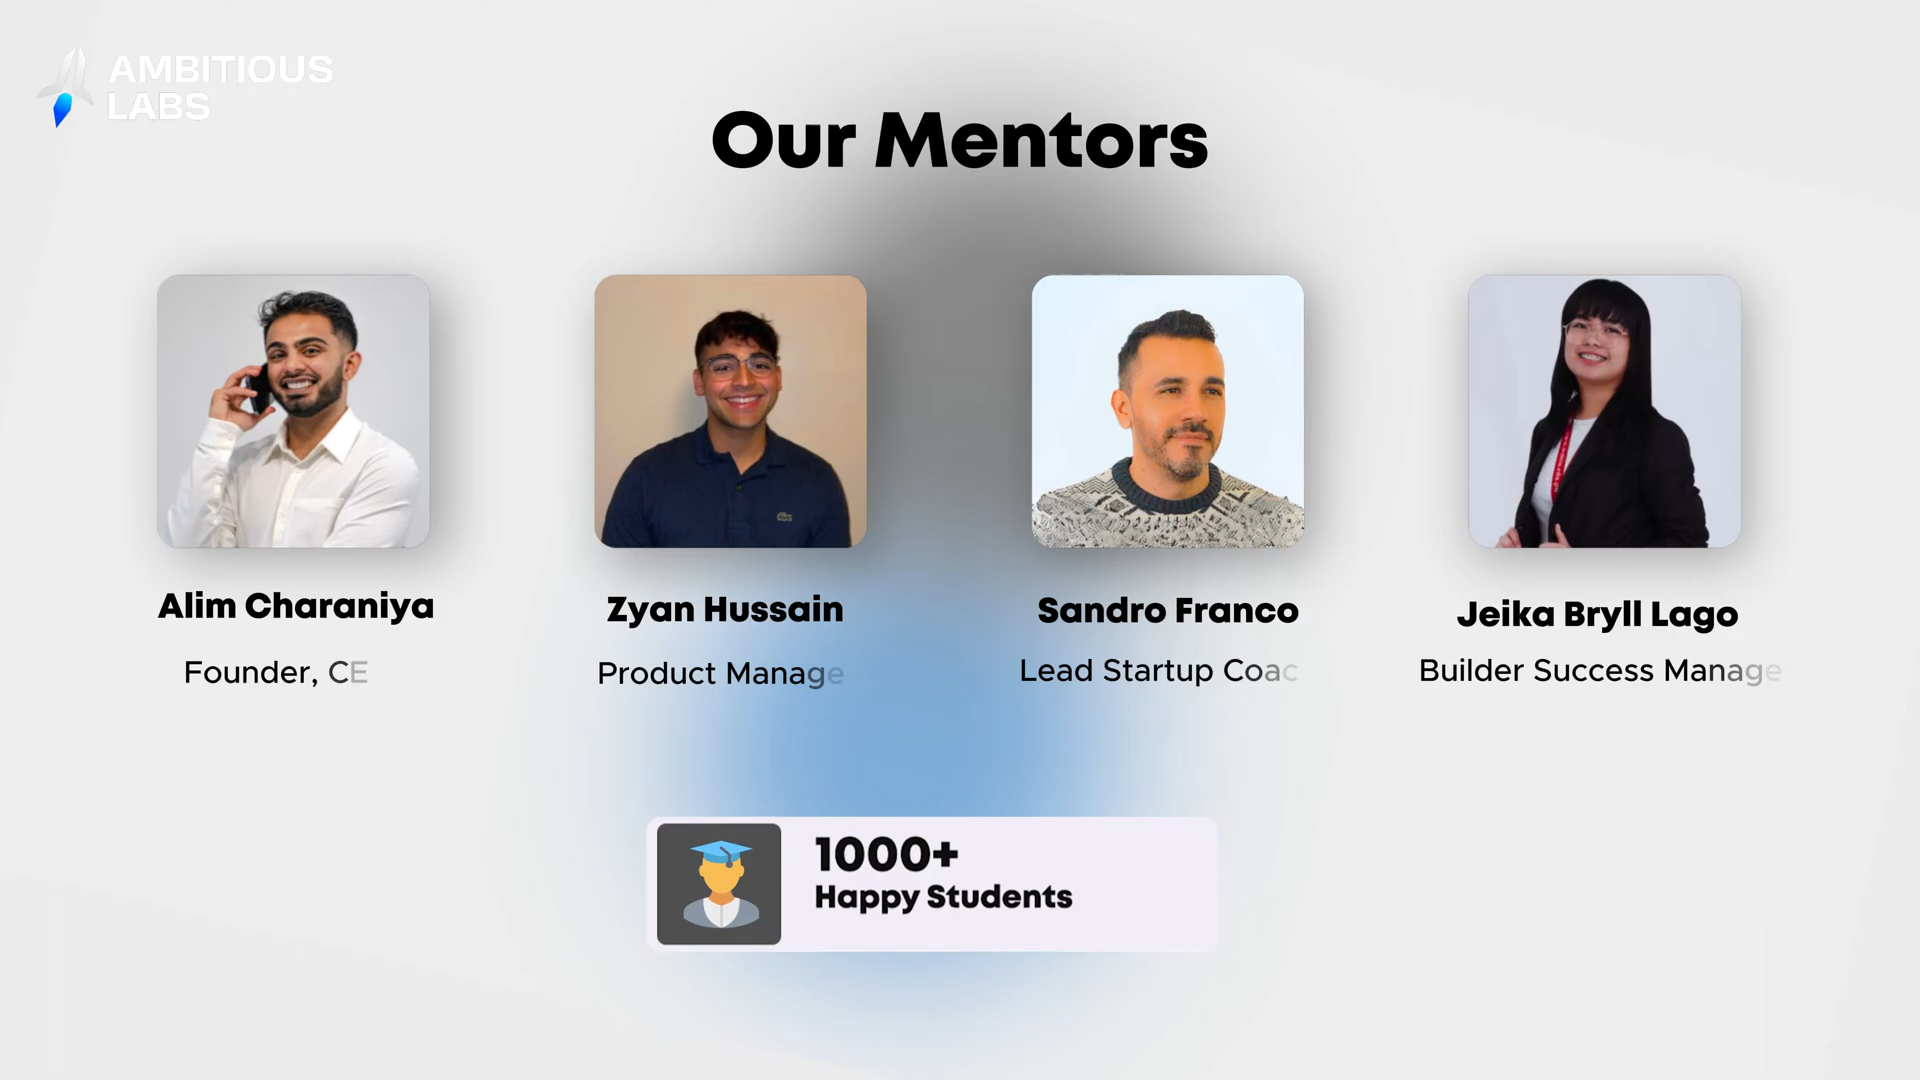 AMBITIOUS
LABS
Our Mentors
Alim Charaniya
Founder, CE
Zyan Hussain
Product Manage
Sandro Franco
Lead Startup Coac
Jeika Bryll Lago
Builder Success Manage
1000+
Happy Students